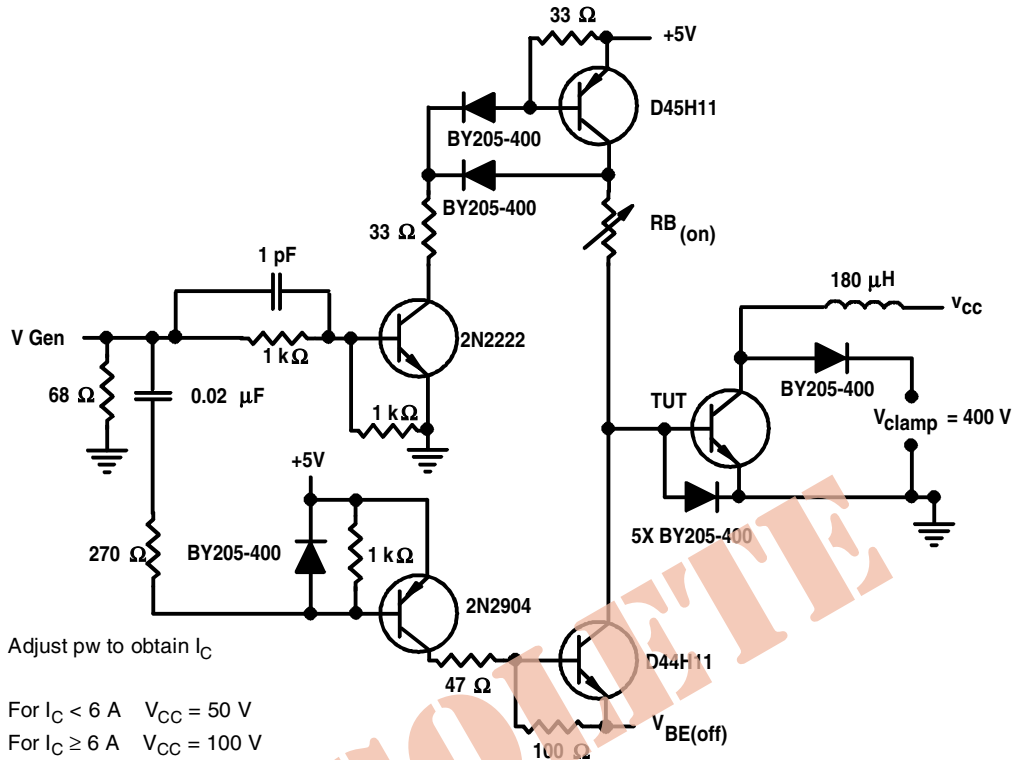 33 Ω
+5V
D45H11
BY205-400
BY205-400
33 Ω
RB(on)
1 pF
180 µH
vcc
V Gen
1 kΩ
2N2222
BY205-400
68 Ω
0.02 µF
TUT
Vclamp = 400 V
1 kΩ
+5V
5X BY205-400
270 Ω
BY205-400
1 kΩ
2N2904
Adjust pw to obtain IC
D44H11
47 Ω
For IC < 6 A VCC = 50 V
VBE(off)
For IC ≥ 6 A VCC = 100 V
100 Ω
OLETE